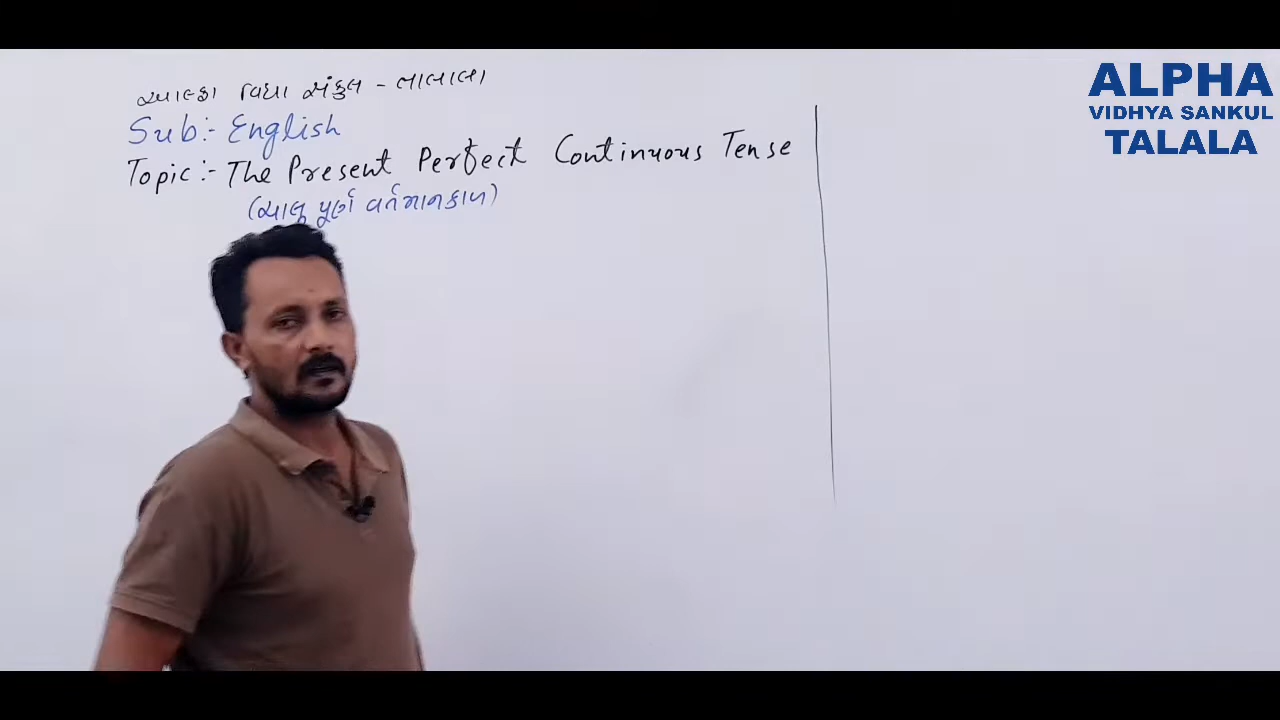 આલ્ફા વિદ્યા સંકુલ - તાલાલા
Sub:- English
Topic:- The Present Perfect Continuous Tense
(ચાલુ પૂર્ણ વર્તમાનકાળ)
ALPHA
VIDHYA SANKUL
TALALA